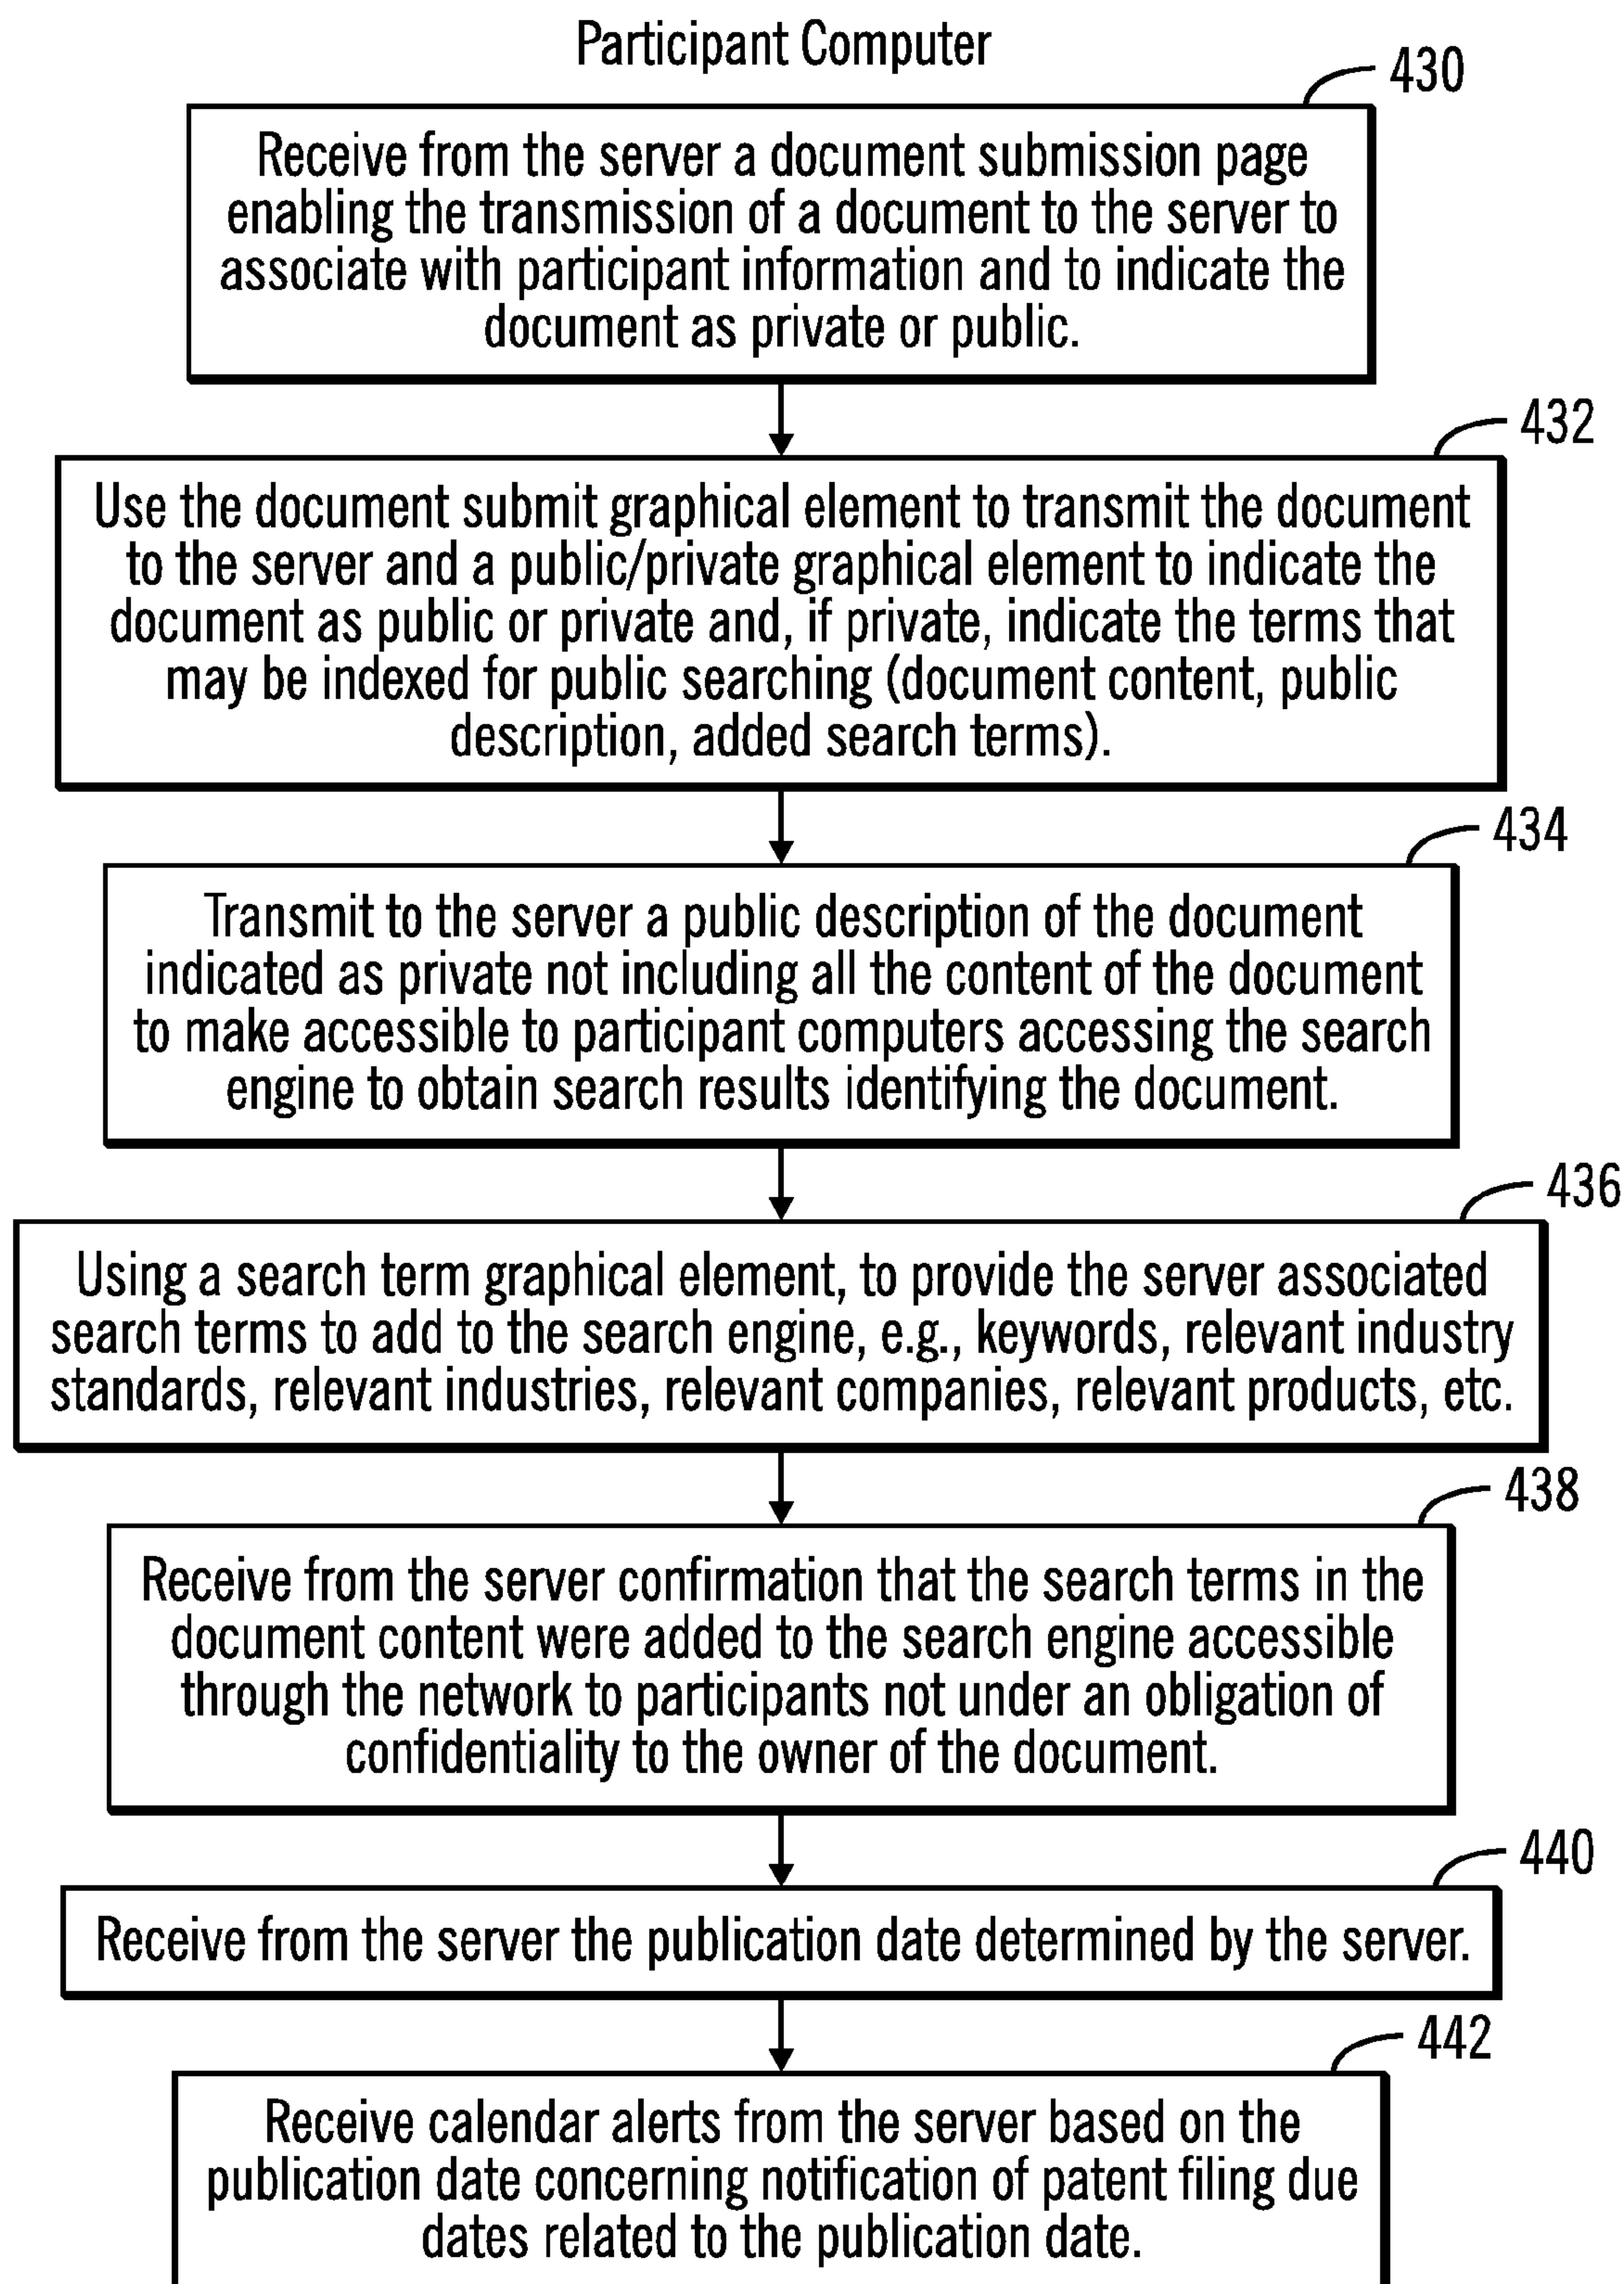 Participant Computer
430
Receive from the server a document submission page
enabling the transmission of a document to the server to
associate with participant information and to indicate the
document as private or public.
432
Use the document submit graphical element to transmit the document
to the server and a public/private graphical element to indicate the
document as public or private and, if private, indicate the terms that
may be indexed for public searching (document content, public
description, added search terms).
434
Transmit to the server a public description of the document
indicated as private not including all the content of the document
to make accessible to participant computers accessing the search
engine to obtain search results identifying the document.
436
Using a search term graphical element, to provide the server associated
search terms to add to the search engine, e.g., keywords, relevant industry
standards, relevant industries, relevant companies, relevant products, etc.
438
Receive from the server confirmation that the search terms in the
document content were added to the search engine accessible
through the network to participants not under an obligation of
confidentiality to the owner of the document.
440
Receive from the server the publication date determined by the server.
442
Receive calendar alerts from the server based on the
publication date concerning notification of patent filing due
dates related to the publication date.